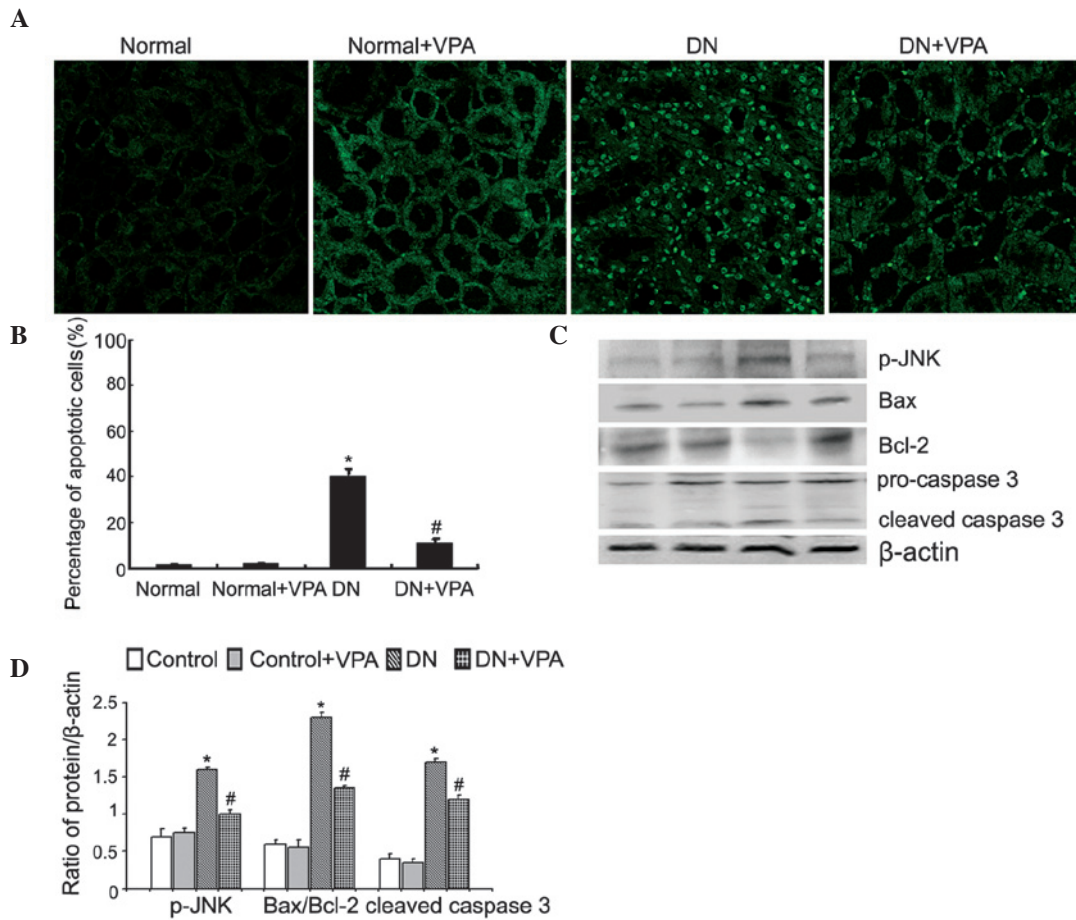 A
Normal Normal+VPA DN DN+VPA
B
Percentage of apoptotic cells(%)
100
80
60
40
20
0
*
#
Normal Normal+VPA DN DN+VPA
C
p-JNK
Bax
Bcl-2
pro-caspase 3
cleaved caspase 3
β-actin
D
Control Control+VPA DN DN+VPA
Ratio of protein/β-actin
2.5
2
1.5
1
0.5
0
* # * # * #
p-JNK Bax/Bcl-2 cleaved caspase 3